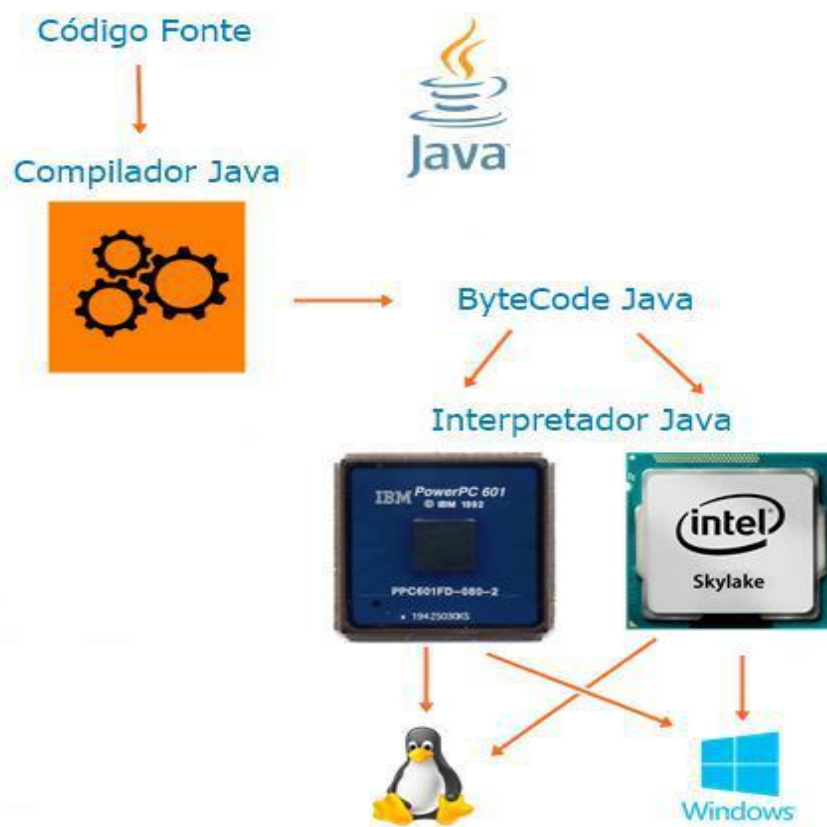 Código Fonte
Java
Compilador Java
ByteCode Java
Interpretador Java
IBM PowerPC 601
© IBM 1992
PPC601FD-080-2
1942503QKS
intel
Skylake
Windows